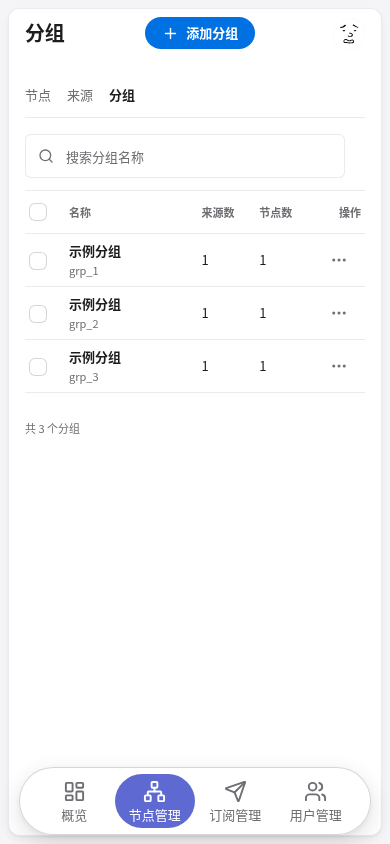 分组
添加分组
节点 来源 分组
搜索分组名称
名称 来源数 节点数 操作
示例分组
grp_1
1 1
示例分组
grp_2
1 1
示例分组
grp_3
1 1
共 3 个分组
概览 节点管理 订阅管理 用户管理